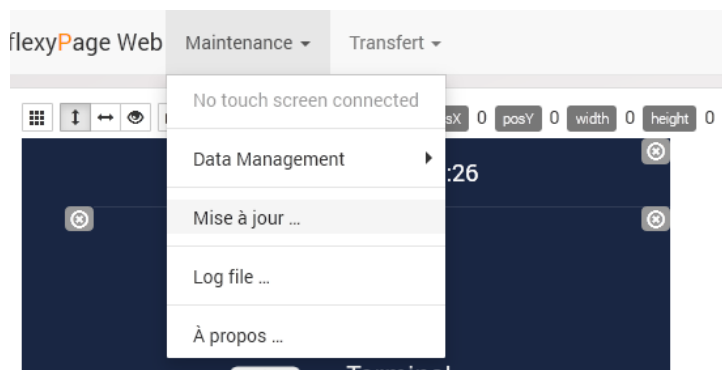 flexyPage Web Maintenance Transfert
No touch screen connected
sX 0 posY 0 width 0 height 0
Data Management
:26
Mise à jour ...
Log file ...
À propos ...